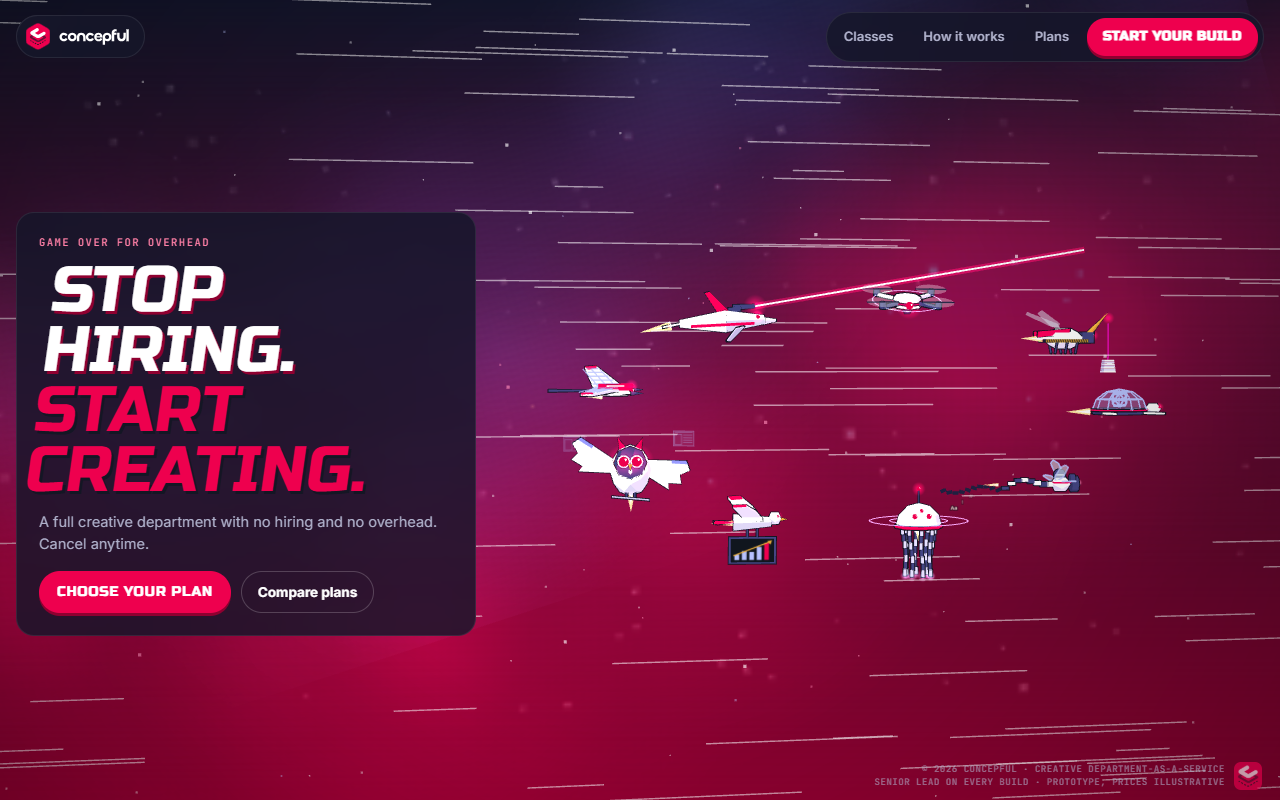 concepful
Classes
How it works
Plans
START YOUR BUILD
GAME OVER FOR OVERHEAD
STOP
HIRING.
START
CREATING.
A full creative department with no hiring and no overhead.
Cancel anytime.
CHOOSE YOUR PLAN
Compare plans
© 2026 CONCEPFUL · CREATIVE DEPARTMENT-AS-A-SERVICE
SENIOR LEAD ON EVERY BUILD · PROTOTYPE, PRICES ILLUSTRATIVE